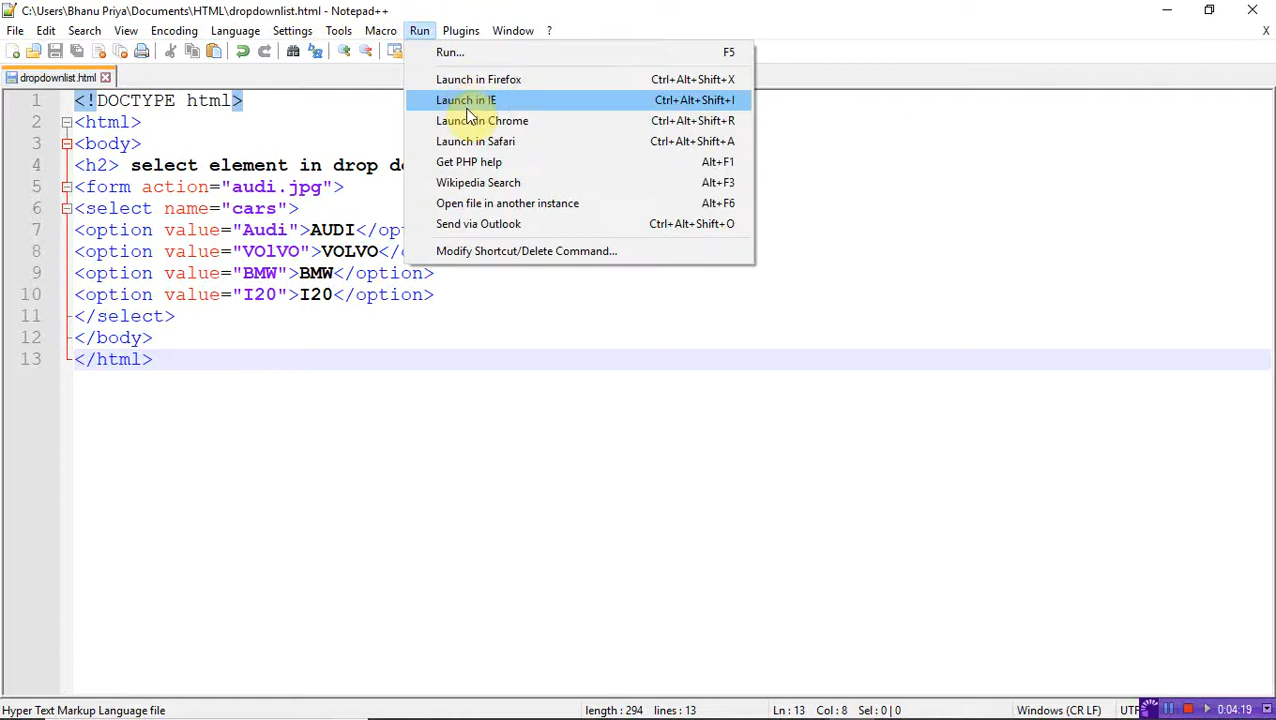 C:\Users\Bhanu Priya\Documents\HTML\dropdownlist.html - Notepad++
File Edit Search View Encoding Language Settings Tools Macro Run Plugins Window ? X
dropdownlist.html
Run... F5
Launch in Firefox Ctrl+Alt+Shift+X
Launch in IE Ctrl+Alt+Shift+I
Launch in Chrome Ctrl+Alt+Shift+R
Launch in Safari Ctrl+Alt+Shift+A
Get PHP help Alt+F1
Wikipedia Search Alt+F3
Open file in another instance Alt+F6
Send via Outlook Ctrl+Alt+Shift+O
Modify Shortcut/Delete Command...
1 <!DOCTYPE html>
2 <html>
3 <body>
4 <h2> select element in drop d
5 <form action="audi.jpg">
6 <select name="cars">
7 <option value="Audi">AUDI</op
8 <option value="VOlVO">VOLVO</
9 <option value="BMW">BMW</option>
10 <option value="I20">I20</option>
11 </select>
12 </body>
13 </html>
Hyper Text Markup Language file length : 294 lines : 13 Ln : 13 Col : 8 Sel : 0 | 0 Windows (CR LF) UTF 0:04:19